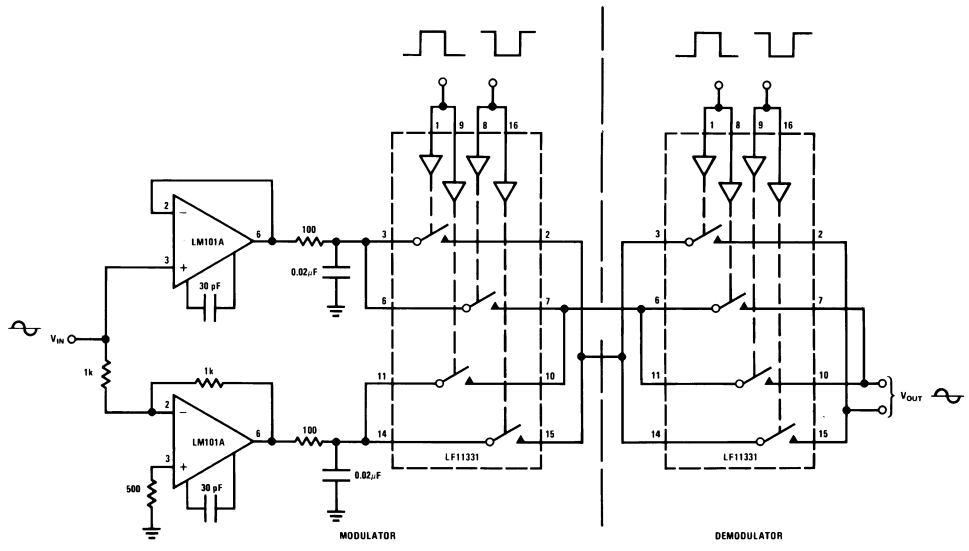 1 9 8 16
1 8 9 16
2
LM101A
6
3
30 pF
100
0.02μF
3
2
3
2
6
7
6
7
VIN
1k
1k
2
LM101A
6
3
500
30 pF
100
0.02μF
11
10
11
10
VOUT
14
15
14
15
LF11331
LF11331
MODULATOR
DEMODULATOR